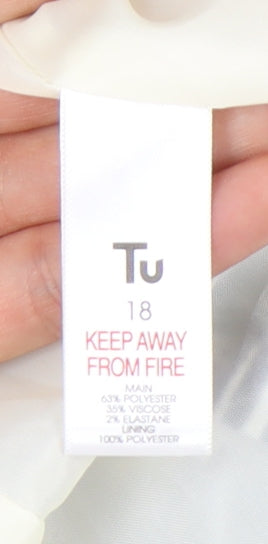 Tu
18
KEEP AWAY
FROM FIRE
MAIN
63% POLYESTER
35% VISCOSE
2% ELASTANE
LINING
100% POLYESTER